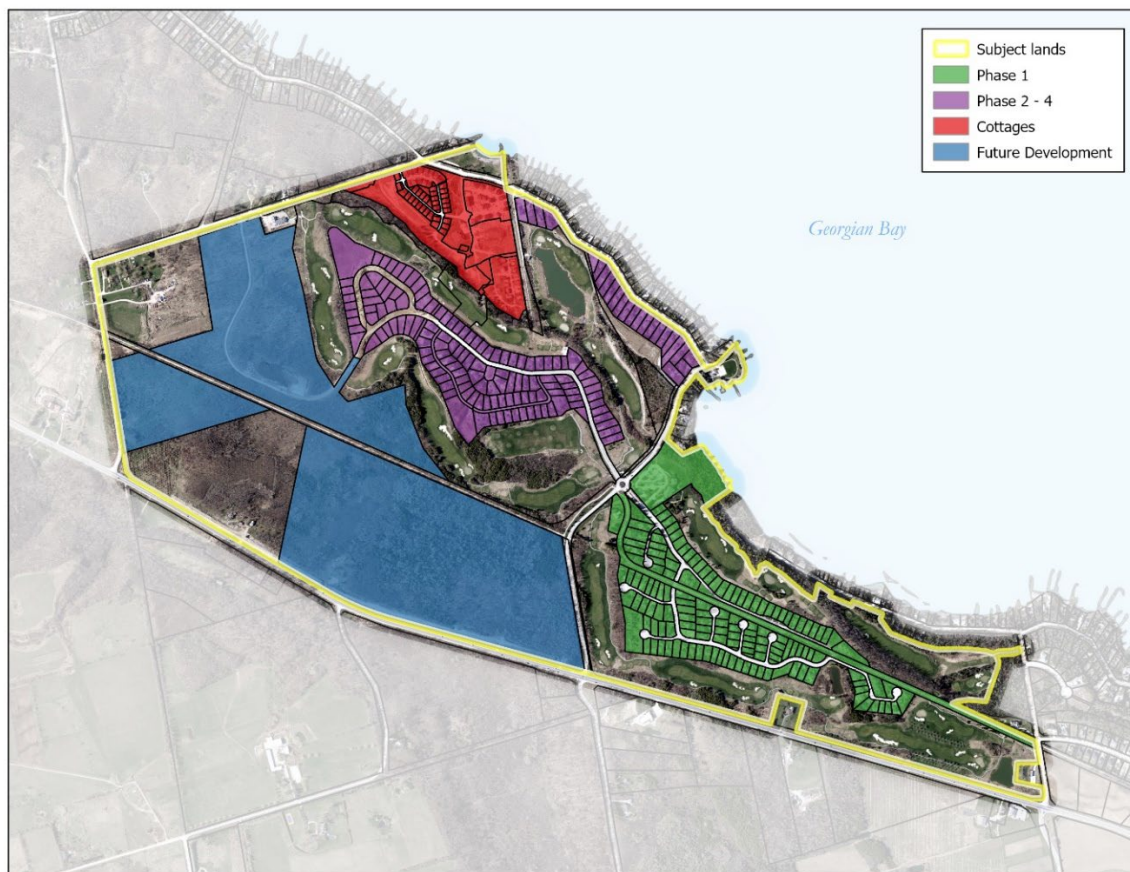 Subject lands
Phase 1
Phase 2 - 4
Cottages
Future Development
Georgian Bay